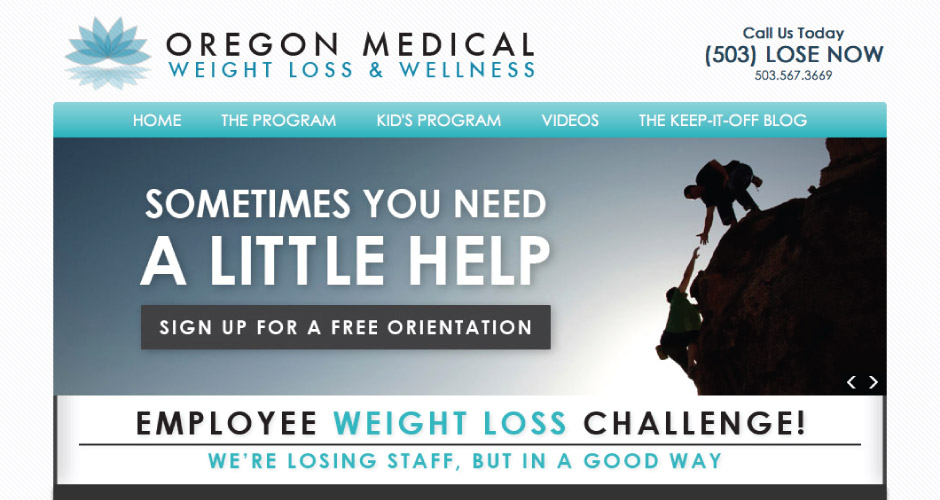 OREGON MEDICAL
WEIGHT LOSS & WELLNESS
Call Us Today
(503) LOSE NOW
503.567.3669
HOME THE PROGRAM KID'S PROGRAM VIDEOS THE KEEP-IT-OFF BLOG
SOMETIMES YOU NEED
A LITTLE HELP
SIGN UP FOR A FREE ORIENTATION
EMPLOYEE WEIGHT LOSS CHALLENGE!
WE'RE LOSING STAFF, BUT IN A GOOD WAY